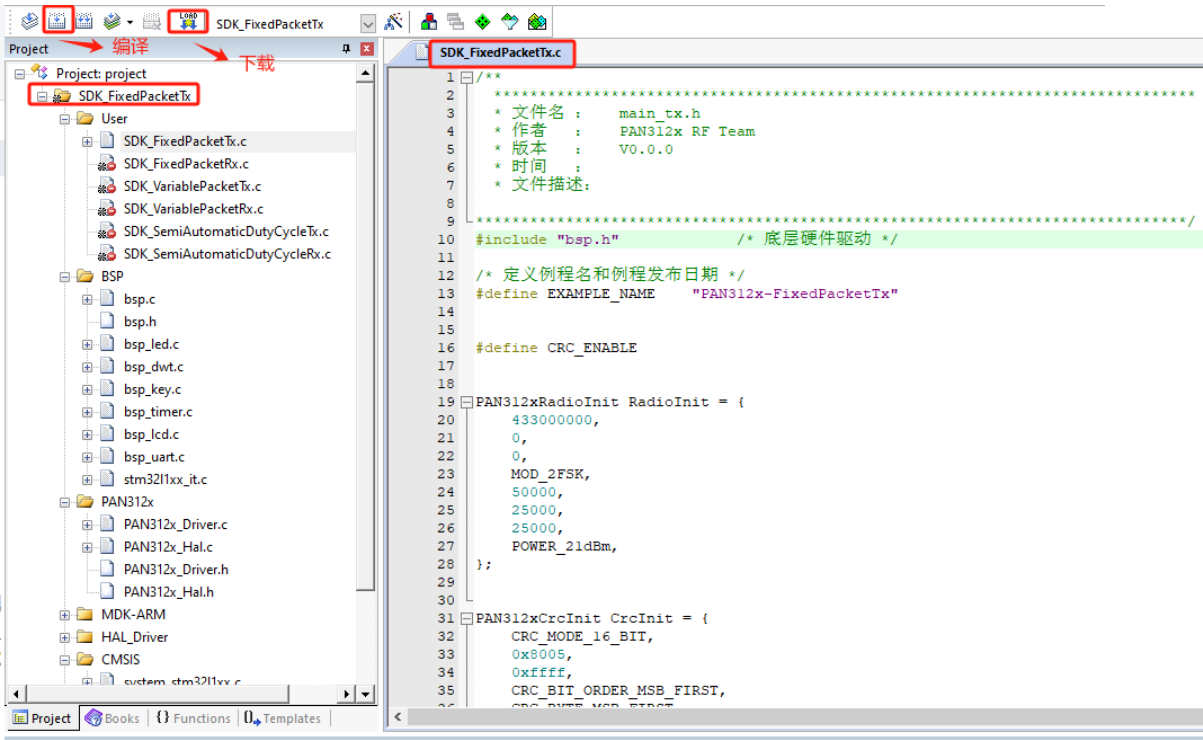 LOAD
SDK_FixedPacketTx
Project
编译
下载
SDK_FixedPacketTx.c
Project: project
SDK_FixedPacketTx
User
SDK_FixedPacketTx.c
SDK_FixedPacketRx.c
SDK_VariablePacketTx.c
SDK_VariablePacketRx.c
SDK_SemiAutomaticDutyCycleTx.c
SDK_SemiAutomaticDutyCycleRx.c
BSP
bsp.c
bsp.h
bsp_led.c
bsp_dwt.c
bsp_key.c
bsp_timer.c
bsp_lcd.c
bsp_uart.c
stm32l1xx_it.c
PAN312x
PAN312x_Driver.c
PAN312x_Hal.c
PAN312x_Driver.h
PAN312x_Hal.h
MDK-ARM
HAL_Driver
CMSIS
system_stm32l1xx.c
Project Books {} Functions 0 Templates
1 /**
2 ******************************************************************************
3 * 文件名 : main_tx.h
4 * 作者 : PAN312x RF Team
5 * 版本 : V0.0.0
6 * 时间 :
7 * 文件描述:
8
9 *******************************************************************************/
10 #include "bsp.h" /* 底层硬件驱动 */
11
12 /* 定义例程名和例程发布日期 */
13 #define EXAMPLE_NAME "PAN312x-FixedPacketTx"
14
15
16 #define CRC_ENABLE
17
18
19 PAN312xRadioInit RadioInit = {
20 433000000,
21 0,
22 0,
23 MOD_2FSK,
24 50000,
25 25000,
26 25000,
27 POWER_21dBm,
28 };
29
30
31 PAN312xCrcInit CrcInit = {
32 CRC_MODE_16_BIT,
33 0x8005,
34 0xffff,
35 CRC_BIT_ORDER_MSB_FIRST,
36 CRC_BYTE_MSB_FIRST